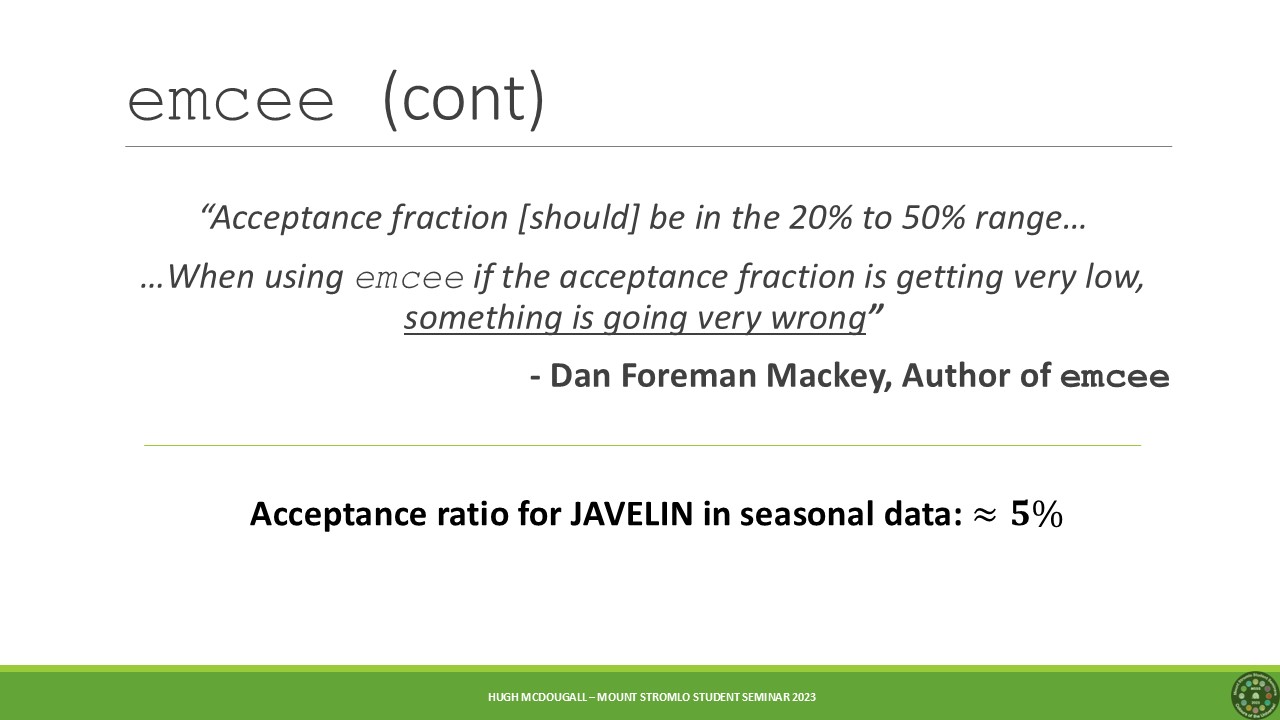 emcee (cont)
“Acceptance fraction [should] be in the 20% to 50% range…
…When using emcee if the acceptance fraction is getting very low,
something is going very wrong”
- Dan Foreman Mackey, Author of emcee
Acceptance ratio for JAVELIN in seasonal data: ≈ 5%
HUGH MCDOUGALL – MOUNT STROMLO STUDENT SEMINAR 2023